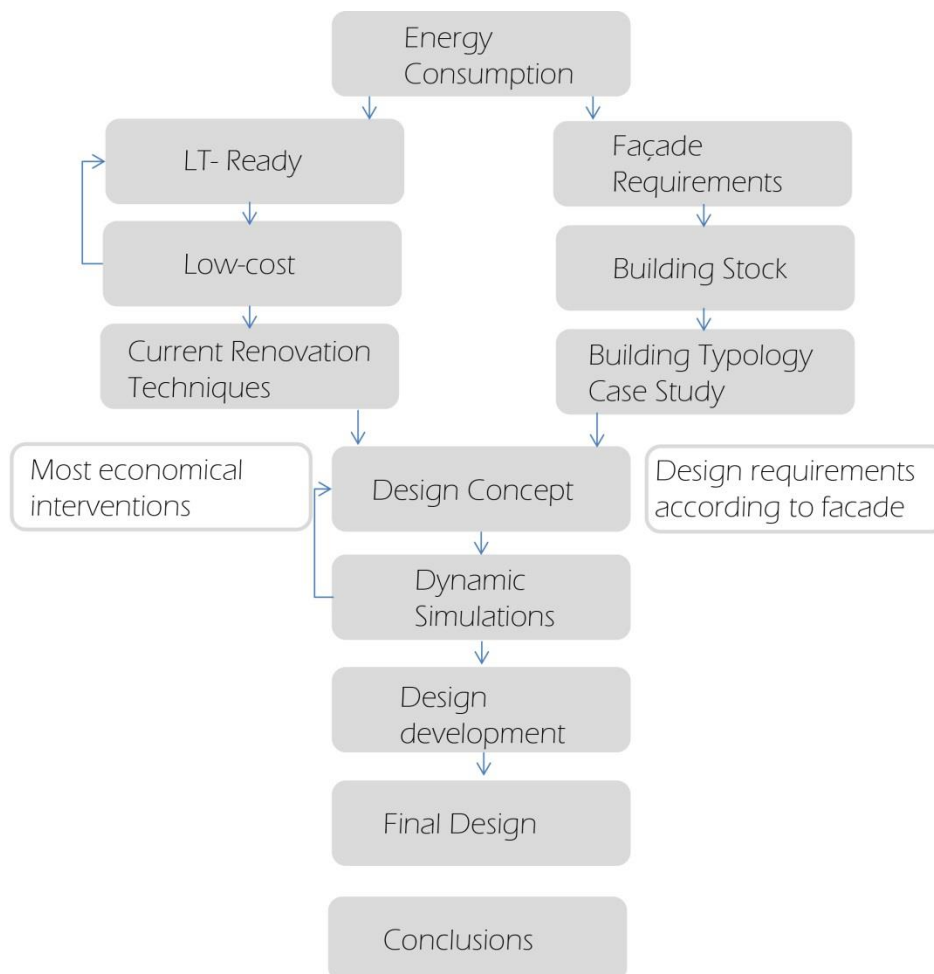 Energy
Consumption
LT- Ready
Façade
Requirements
Low-cost
Building Stock
Current Renovation
Techniques
Building Typology
Case Study
Most economical
interventions
Design Concept
Design requirements
according to facade
Dynamic
Simulations
Design
development
Final Design
Conclusions